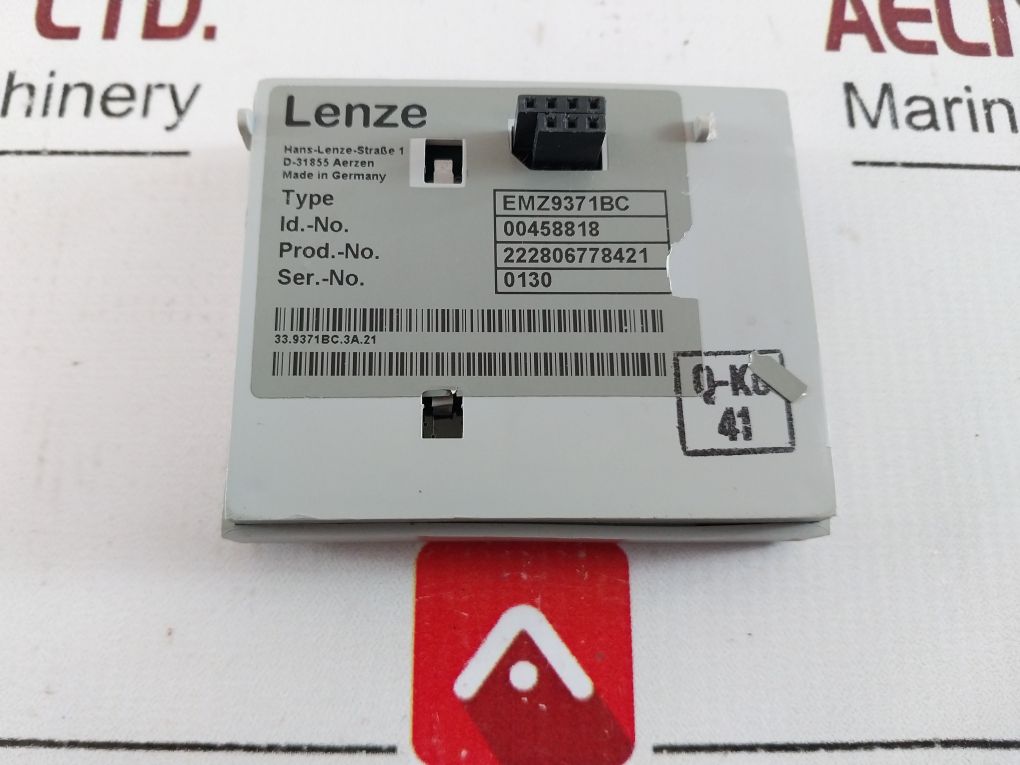 LTD.
AELI
hinery
Marin
Lenze
Hans-Lenze-Straße 1
D-31855 Aerzen
Made in Germany
Type EMZ9371BC
Id.-No. 00458818
Prod.-No. 222806778421
Ser.-No. 0130
33.9371BC.3A.21
41